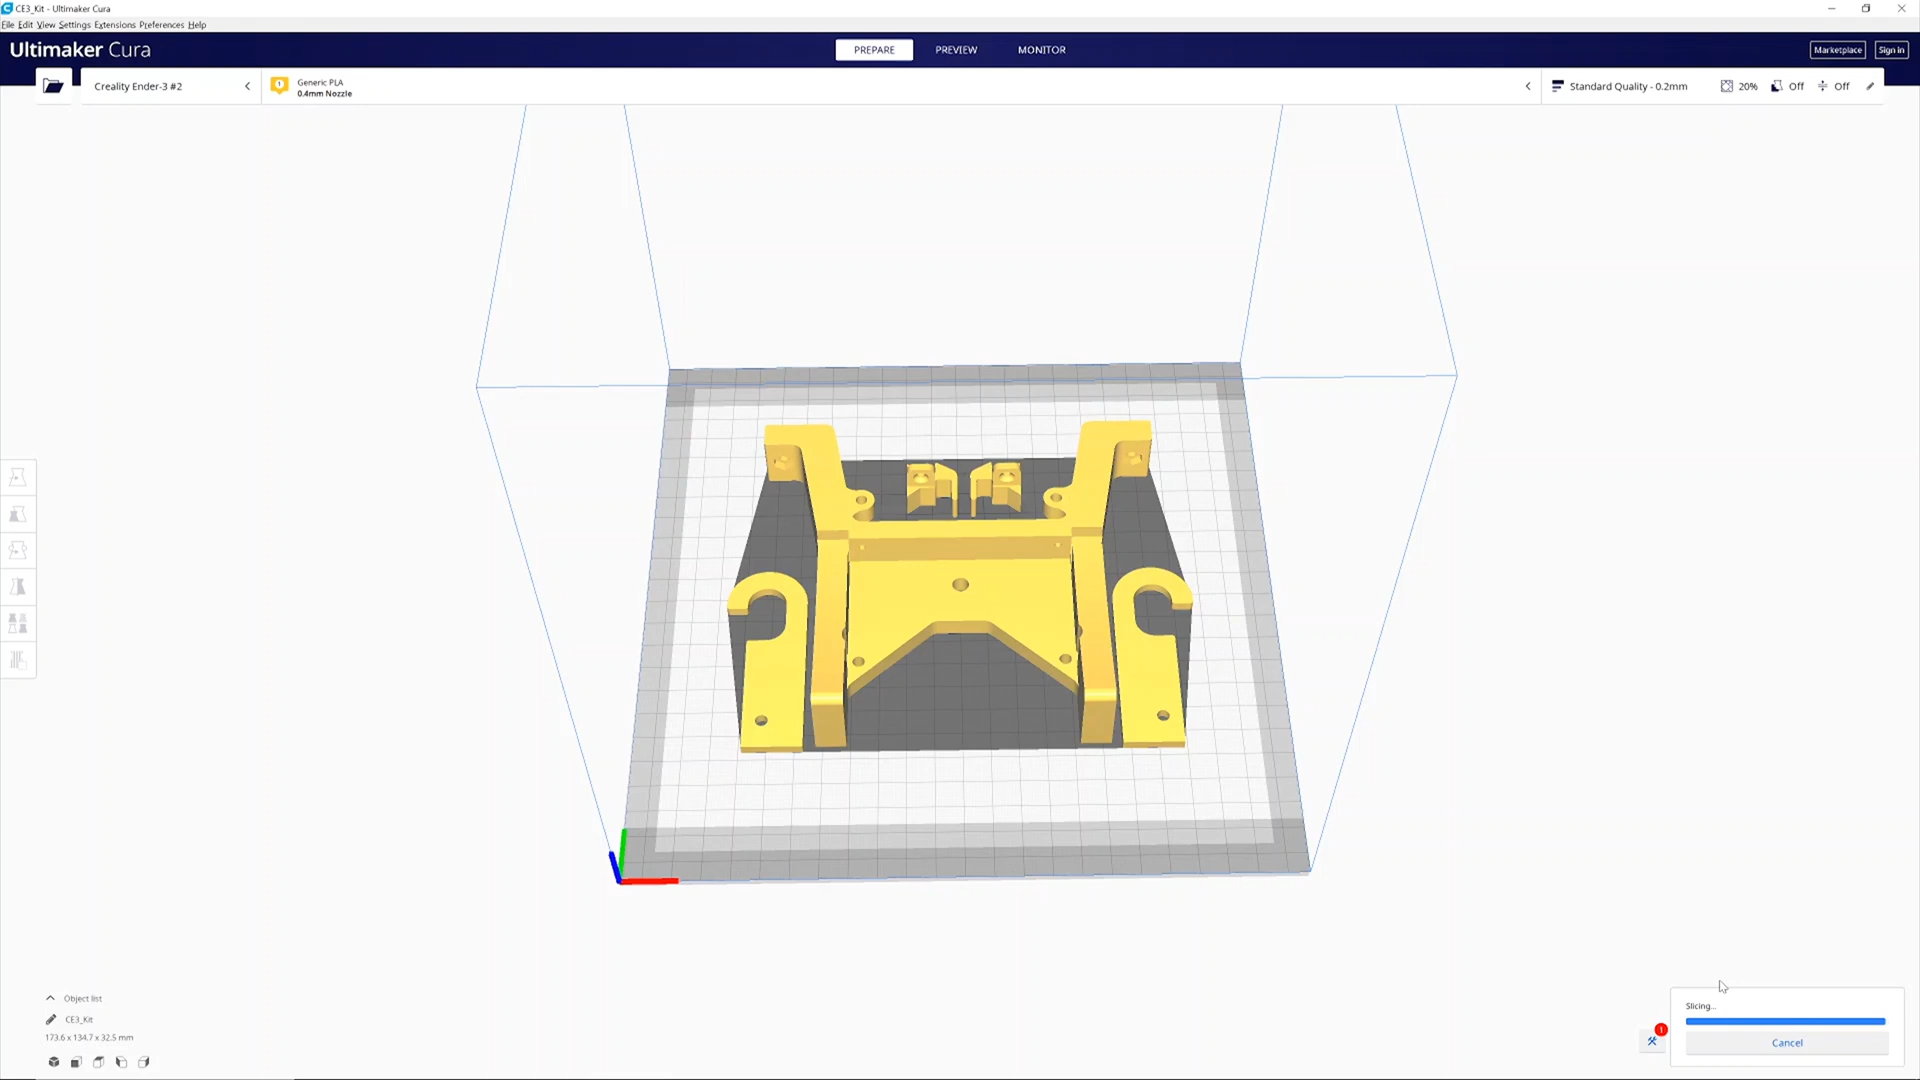 CE3_Kit - Ultimaker Cura
File Edit View Settings Extensions Preferences Help
Ultimaker Cura
PREPARE
PREVIEW
MONITOR
Marketplace
Sign in
Creality Ender-3 #2
1
Generic PLA
0.4mm Nozzle
Standard Quality - 0.2mm
20%
Off
Off
Object list
CE3_Kit
173.6 x 134.7 x 32.5 mm
Slicing...
1
Cancel